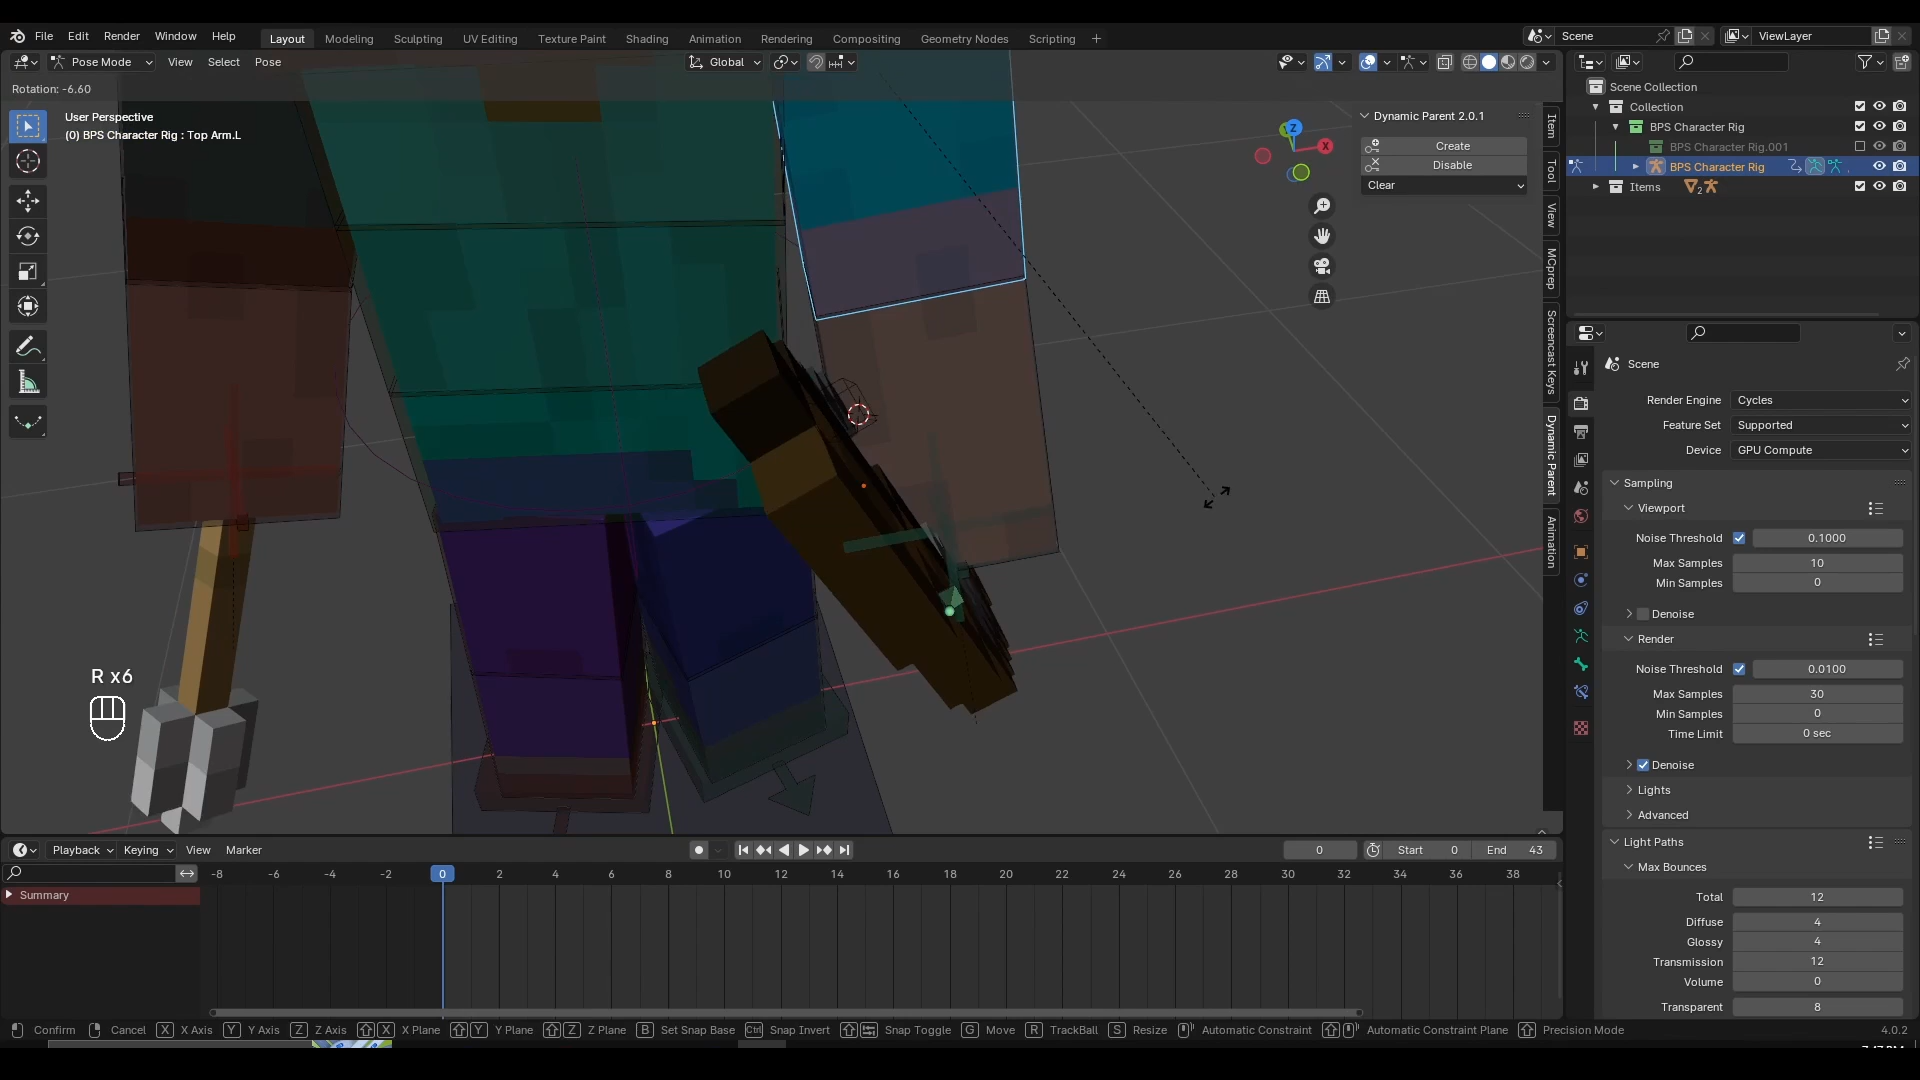 File Edit Render Window Help Layout Modeling Sculpting UV Editing Texture Paint Shading Animation Rendering Compositing Geometry Nodes Scripting + Scene ViewLayer
Pose Mode View Select Pose Global
Rotation: -6.60
User Perspective
(0) BPS Character Rig : Top Arm.L
Dynamic Parent 2.0.1
Create
Disable
Clear
Item
Tool
View
MCprep
Screencast Keys
Dynamic Parent
Animation
Z
X
R x6
Scene Collection
Collection
BPS Character Rig
BPS Character Rig.001
BPS Character Rig
Items 2
Scene
Render Engine Cycles
Feature Set Supported
Device GPU Compute
Sampling
Viewport
Noise Threshold 0.1000
Max Samples 10
Min Samples 0
Denoise
Render
Noise Threshold 0.0100
Max Samples 30
Min Samples 0
Time Limit 0 sec
Denoise
Lights
Advanced
Light Paths
Max Bounces
Total 12
Diffuse 4
Glossy 4
Transmission 12
Volume 0
Transparent 8
Playback Keying View Marker 0 Start 0 End 43
-8 -6 -4 -2 0 2 4 6 8 10 12 14 16 18 20 22 24 26 28 30 32 34 36 38
Summary
Confirm Cancel X X Axis Y Y Axis Z Z Axis X X Plane Y Y Plane Z Z Plane B Set Snap Base Ctrl Snap Invert Snap Toggle G Move R TrackBall S Resize Automatic Constraint Automatic Constraint Plane Precision Mode 4.0.2